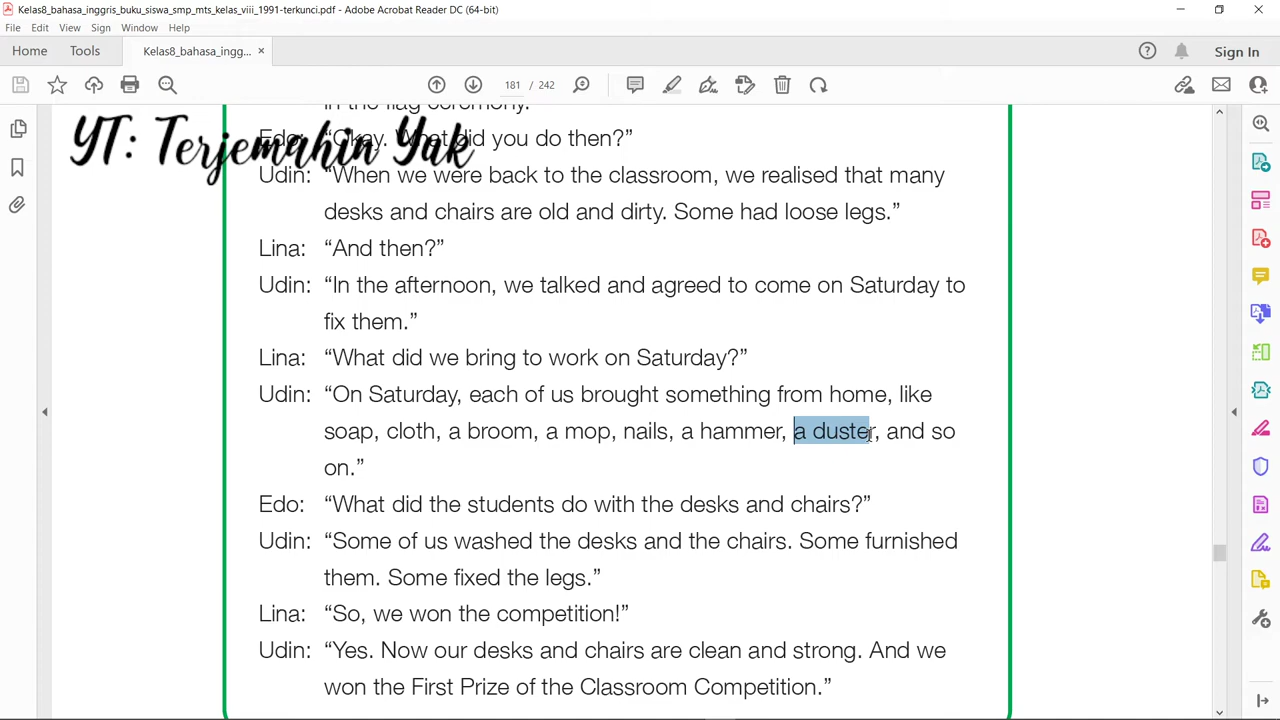 Kelas8_bahasa_inggris_buku_siswa_smp_mts_kelas_viii_1991-terkunci.pdf - Adobe Acrobat Reader DC (64-bit)
File Edit View Sign Window Help
Home Tools Kelas8_bahasa_ingg... × Sign In
181 / 242
in the flag ceremony.
YT: Terjemahin Yak
Edo: “Okay. What did you do then?”
Udin: “When we were back to the classroom, we realised that many
desks and chairs are old and dirty. Some had loose legs.”
Lina: “And then?”
Udin: “In the afternoon, we talked and agreed to come on Saturday to
fix them.”
Lina: “What did we bring to work on Saturday?”
Udin: “On Saturday, each of us brought something from home, like
soap, cloth, a broom, a mop, nails, a hammer, a duster, and so
on.”
Edo: “What did the students do with the desks and chairs?”
Udin: “Some of us washed the desks and the chairs. Some furnished
them. Some fixed the legs.”
Lina: “So, we won the competition!”
Udin: “Yes. Now our desks and chairs are clean and strong. And we
won the First Prize of the Classroom Competition.”